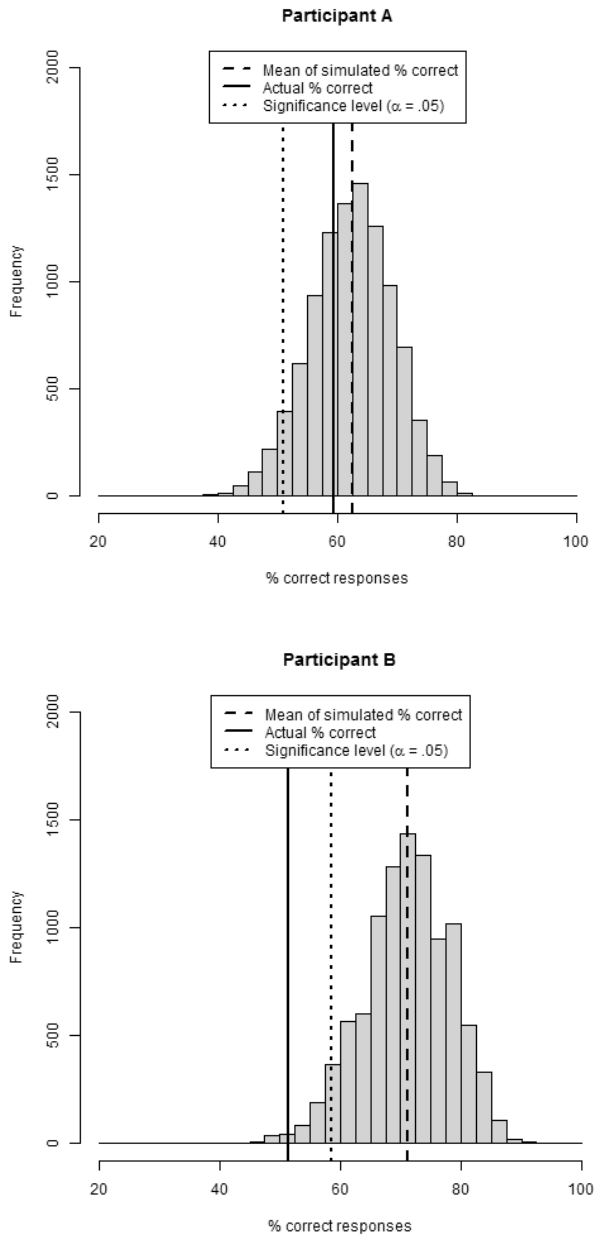 Participant A
Mean of simulated % correct
Actual % correct
Significance level (α = .05)
2000
1500
1000
500
0
Frequency
20 40 60 80 100
% correct responses
Participant B
Mean of simulated % correct
Actual % correct
Significance level (α = .05)
2000
1500
1000
500
0
Frequency
20 40 60 80 100
% correct responses